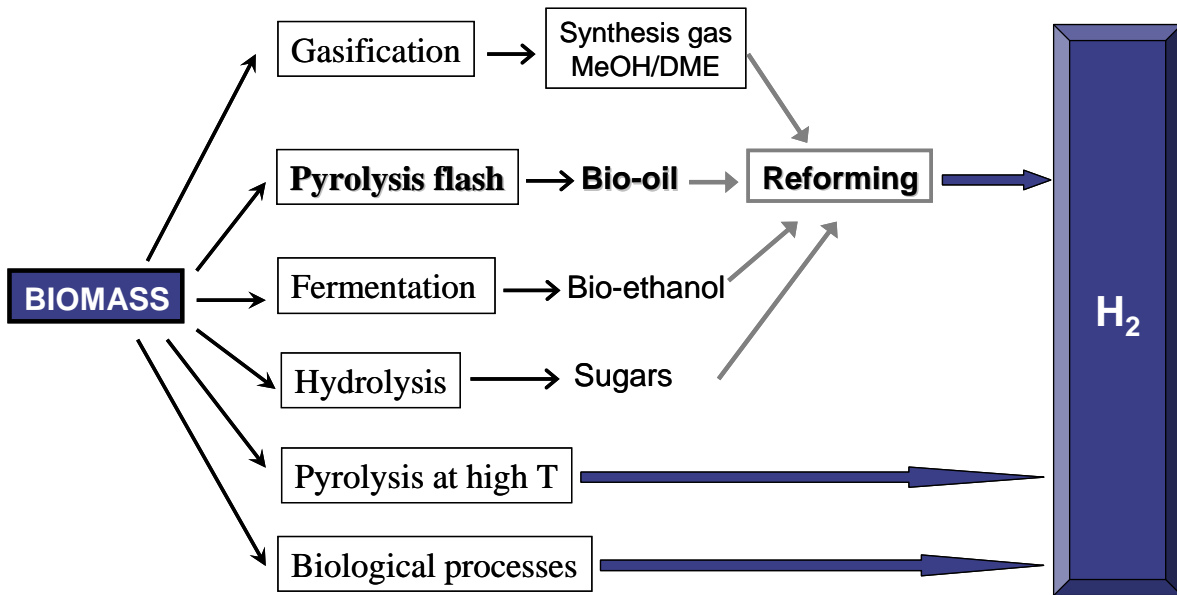 Gasification
Synthesis gas
MeOH/DME
Pyrolysis flash
Bio-oil
Reforming
BIOMASS
Fermentation
Bio-ethanol
H₂
Hydrolysis
Sugars
Pyrolysis at high T
Biological processes